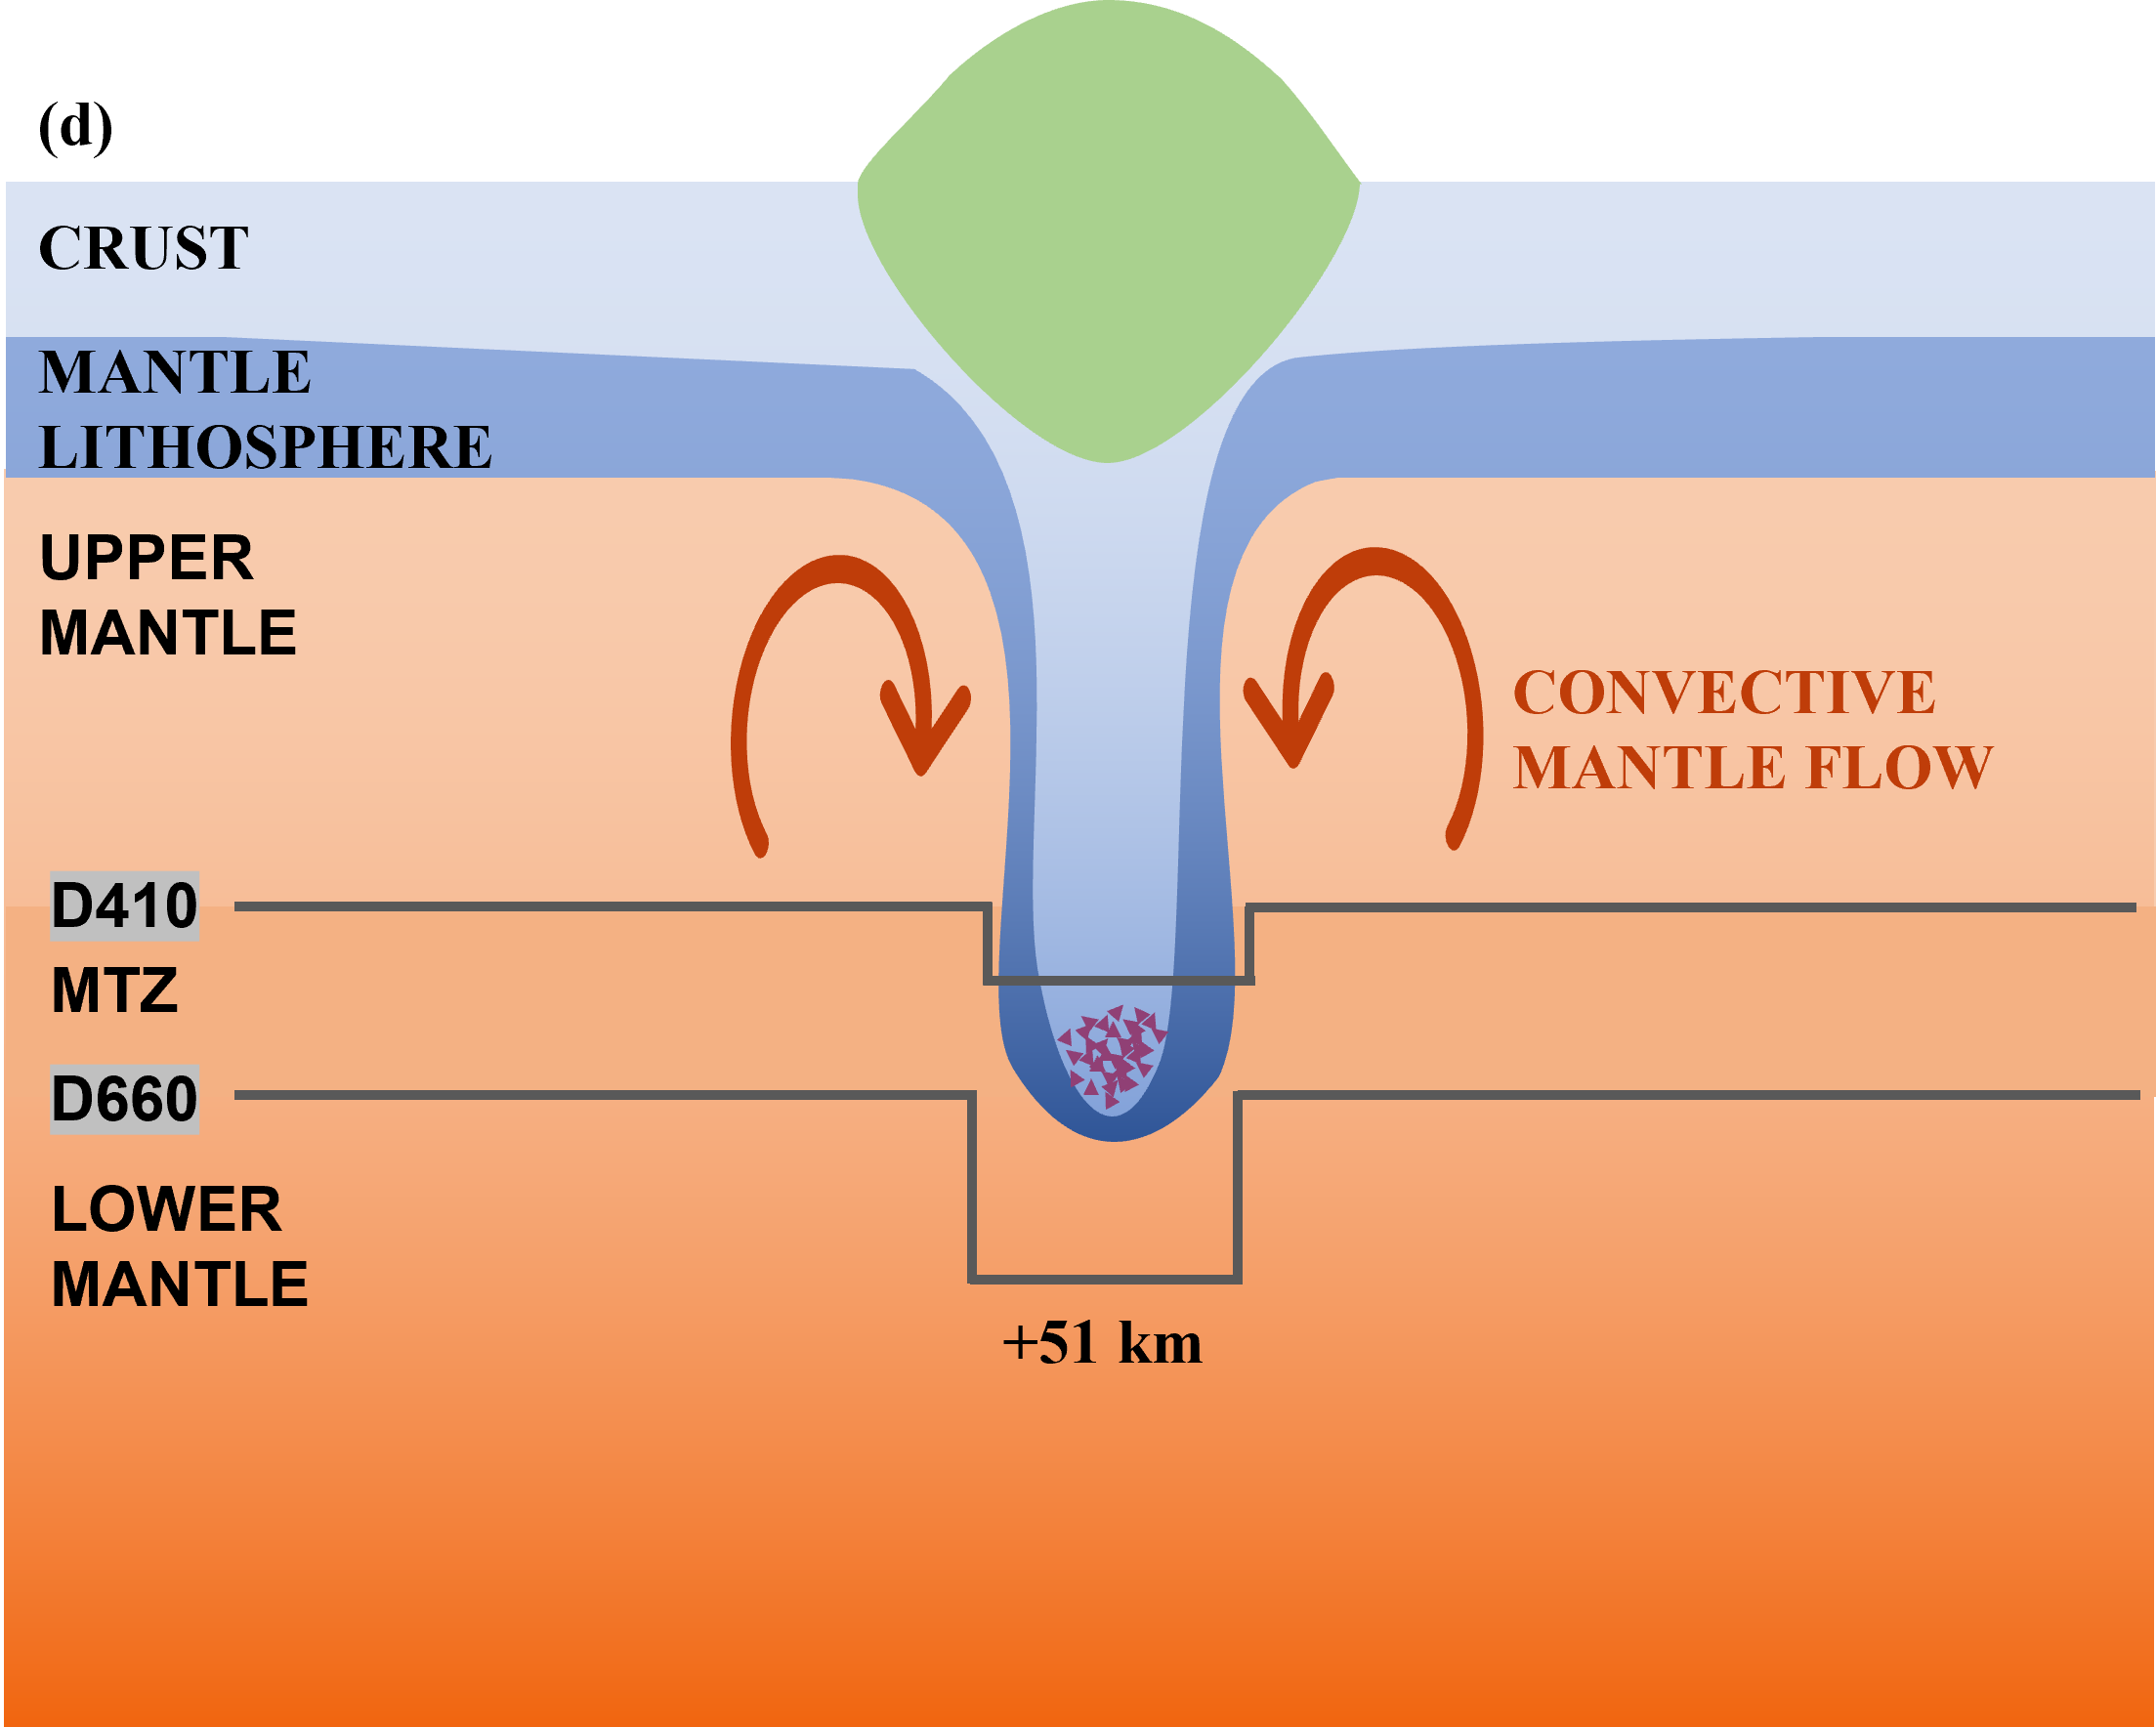 (d)
CRUST
MANTLE
LITHOSPHERE
UPPER
MANTLE
CONVECTIVE
MANTLE FLOW
D410
MTZ
D660
LOWER
MANTLE
+51 km